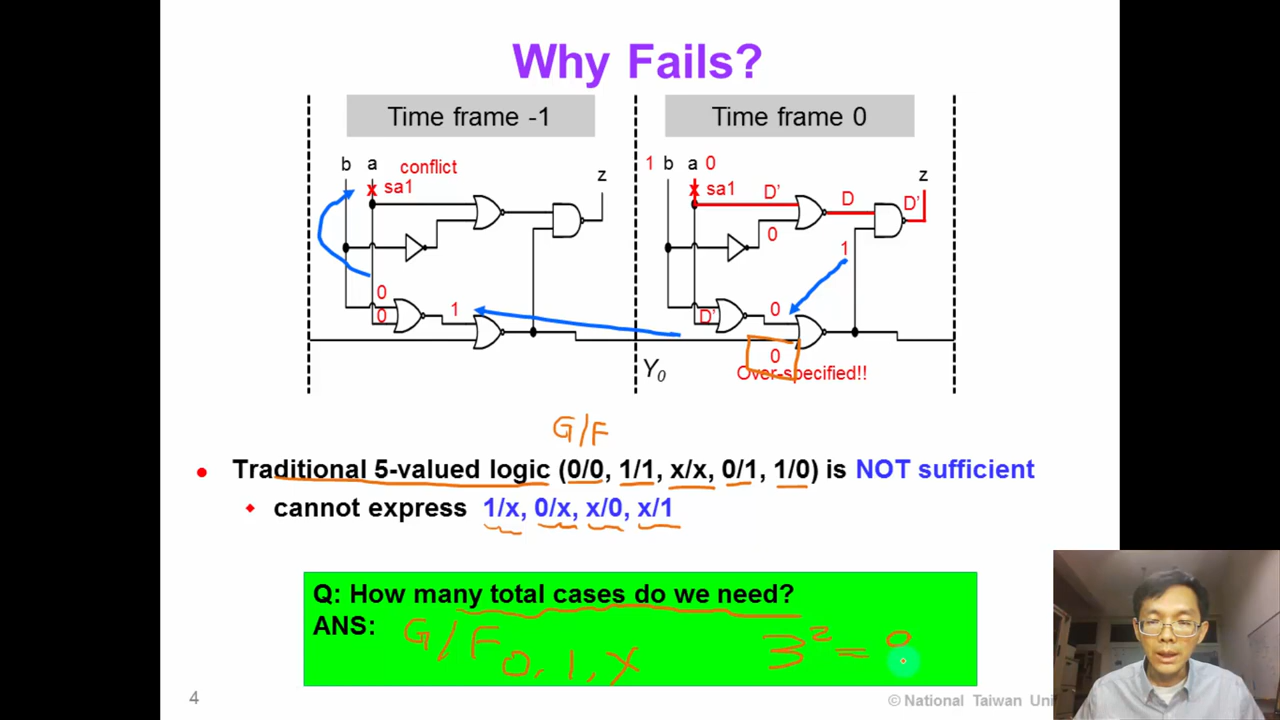 Why Fails?
Time frame -1
Time frame 0
b a conflict
sa1
z
1 b a 0
sa1
D' D D'
z
0
1
0
0
1
D'
0
0
Y0
Over-specified!!
G/F
Traditional 5-valued logic (0/0, 1/1, x/x, 0/1, 1/0) is NOT sufficient
cannot express 1/x, 0/x, x/0, x/1
Q: How many total cases do we need?
ANS: G/F 0, 1, x 3² =
4
© National Taiwan Uni